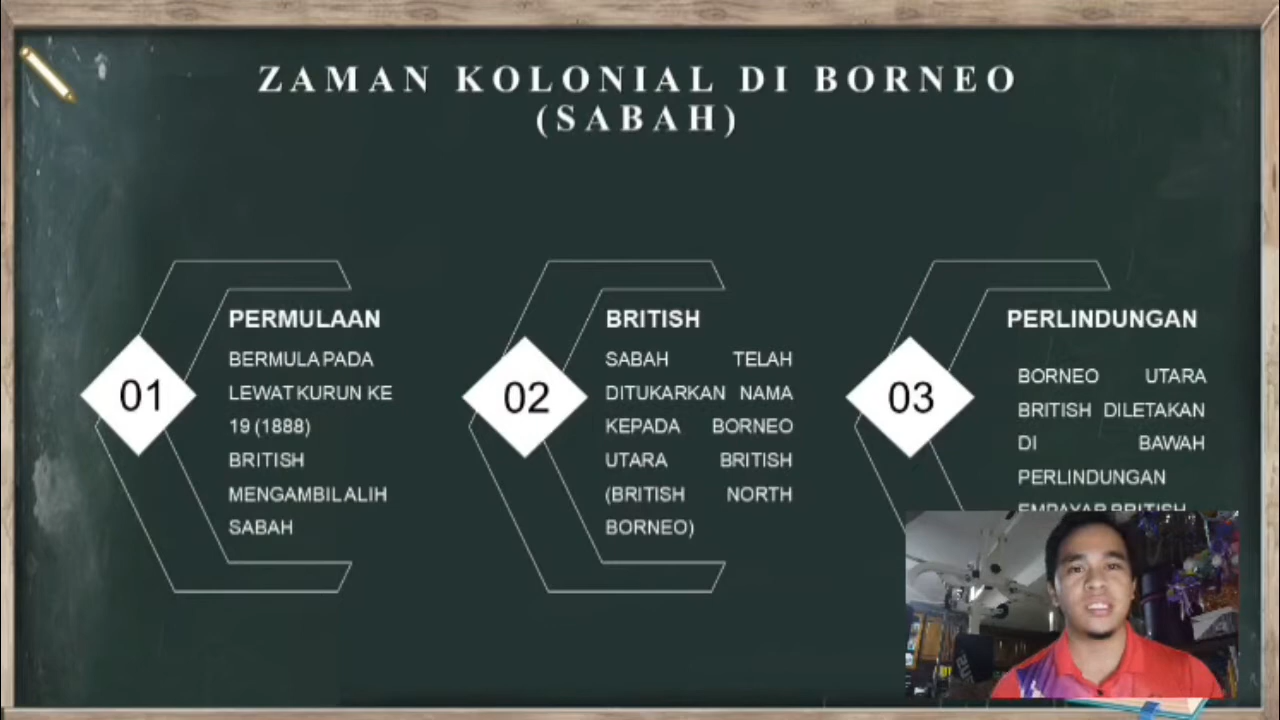 ZAMAN KOLONIAL DI BORNEO
(SABAH)
01
PERMULAAN
BERMULA PADA
LEWAT KURUN KE
19 (1888)
BRITISH
MENGAMBIL ALIH
SABAH
02
BRITISH
SABAH TELAH
DITUKARKAN NAMA
KEPADA BORNEO
UTARA BRITISH
(BRITISH NORTH
BORNEO)
03
PERLINDUNGAN
BORNEO UTARA
BRITISH DILETAKAN
DI BAWAH
PERLINDUNGAN
EMPAYAR BRITISH